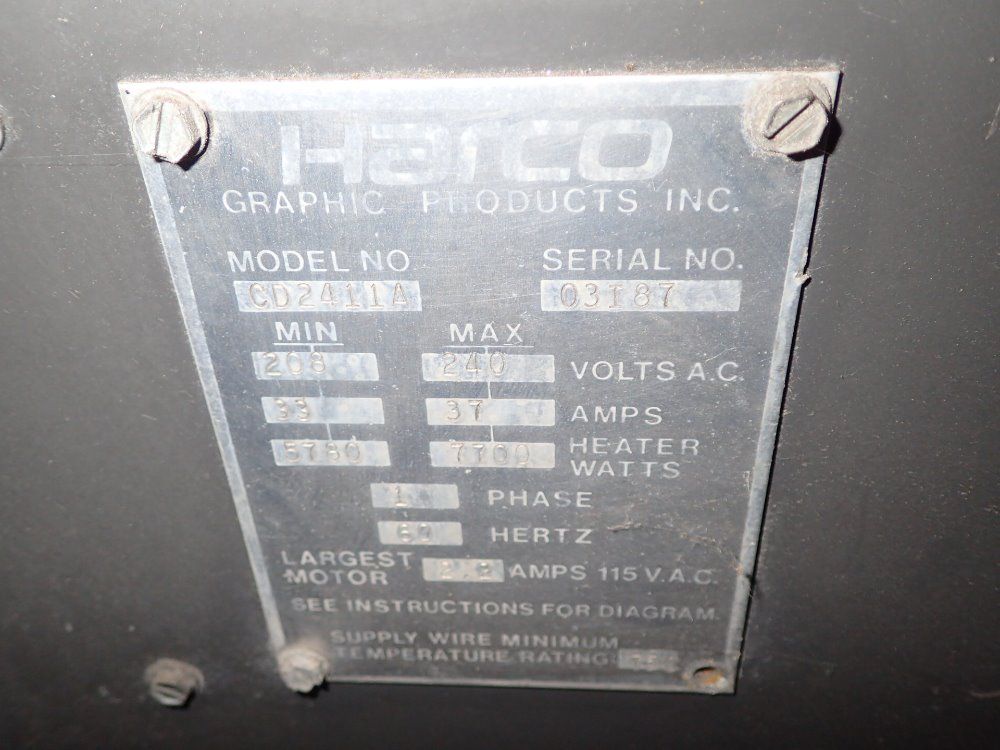 Harco
GRAPHIC PRODUCTS INC.
MODEL NO SERIAL NO.
CD2411A 03187
MIN MAX
208 240 VOLTS A.C.
33 37 AMPS
5780 7700 HEATER
WATTS
1 PHASE
60 HERTZ
LARGEST
MOTOR 2.2 AMPS 115 V.A.C.
SEE INSTRUCTIONS FOR DIAGRAM.
SUPPLY WIRE MINIMUM
TEMPERATURE RATING: